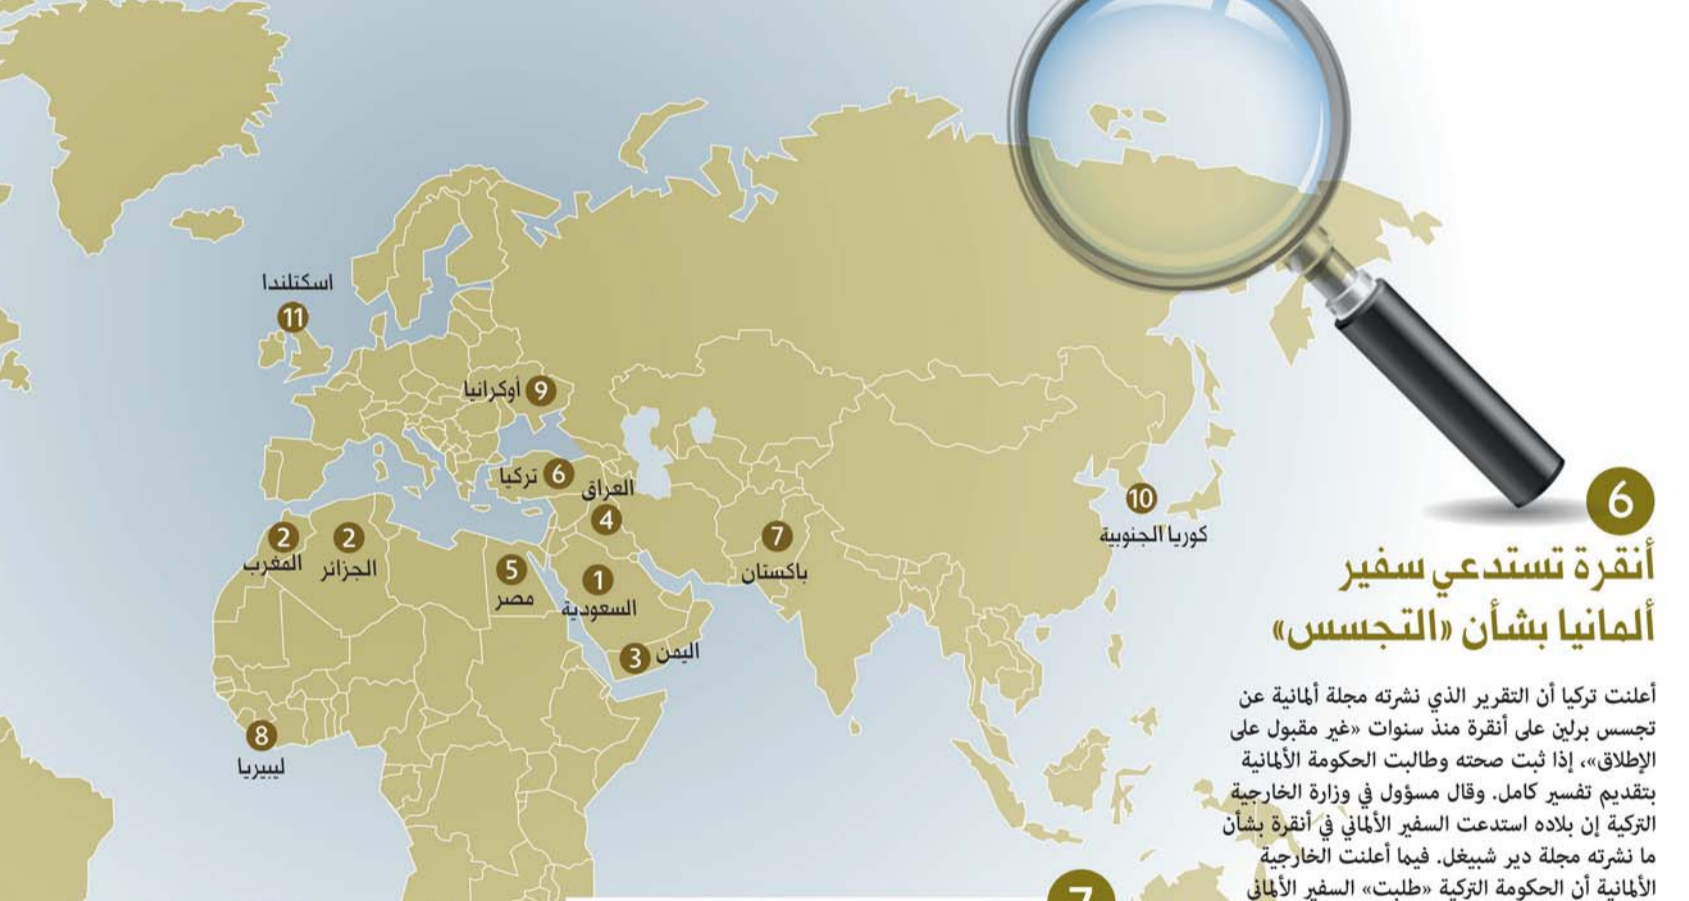 اسكتلندا
11
أوكرانيا 9
تركيا 6
العراق
4
10
كوريا الجنوبية
2
المغرب
2
الجزائر
5
مصر
1
السعودية
7
باكستان
3 اليمن
8
ليبيريا
6
أنقرة تستدعي سفير
ألمانيا بشأن «التجسس»
أعلنت تركيا أن التقرير الذي نشرته مجلة ألمانية عن
تجسس برلين على أنقرة منذ سنوات «غير مقبول على
الإطلاق»، إذا ثبت صحته وطالبت الحكومة الألمانية
بتقديم تفسير كامل. وقال مسؤول في وزارة الخارجية
التركية إن بلاده استدعت السفير الألماني في أنقرة بشأن
ما نشرته مجلة دير شبيغل. فيما أعلنت الخارجية
الألمانية أن الحكومة التركية «طلبت» السفير الألماني
7